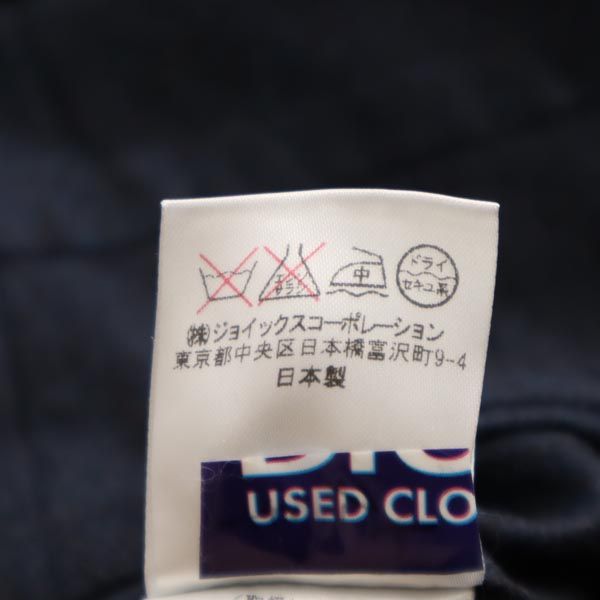 中
ドライ
セキユ系
㈱ジョイックスコーポレーション
東京都中央区日本橋富沢町9-4
日本製
USED CLO